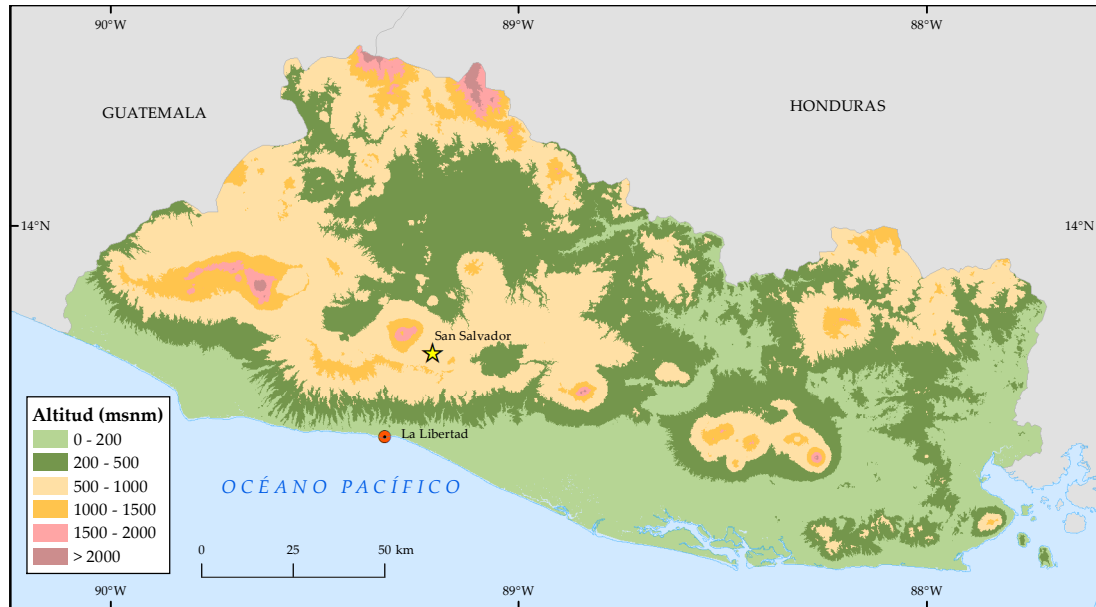 90°W
89°W
88°W
GUATEMALA
HONDURAS
14°N
14°N
San Salvador
La Libertad
OCÉANO PACÍFICO
Altitud (msnm)
0 - 200
200 - 500
500 - 1000
1000 - 1500
1500 - 2000
> 2000
0
25
50 km
90°W
89°W
88°W